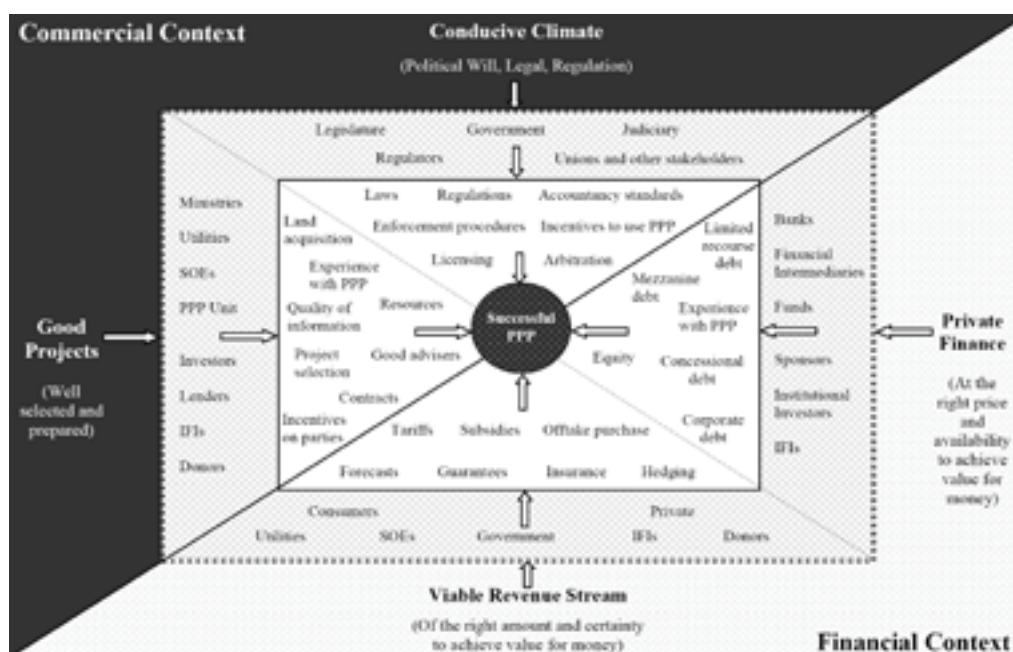 Commercial Context
Conducive Climate
(Political Will, Legal, Regulation)
Legislature Government Judiciary
Regulators Unions and other stakeholders
Laws Regulations Accountancy standards
Enforcement procedures Incentives to use PPP
Licensing Arbitration
Good
Projects
(Well
selected and
prepared)
Ministries
Utilities
SOEs
PPP Unit
Investors
Lenders
IFIs
Donors
Land
acquisition
Experience
with PPP
Quality of
information
Resources
Project
selection
Good advisers
Contracts
Incentives
on parties
Successful
PPP
Limited
recourse
debt
Mezzanine
debt
Experience
with PPP
Equity
Concessional
debt
Corporate
debt
Banks
Financial
Intermediaries
Funds
Sponsors
Institutional
Investors
IFIs
Private
Finance
(At the
right price
and
availability
to achieve
value for
money)
Tariffs Subsidies Offtake purchase
Forecasts Guarantees Insurance Hedging
Consumers Private
Utilities SOEs Government IFIs Donors
Viable Revenue Stream
(Of the right amount and certainty
to achieve value for money)
Financial Context